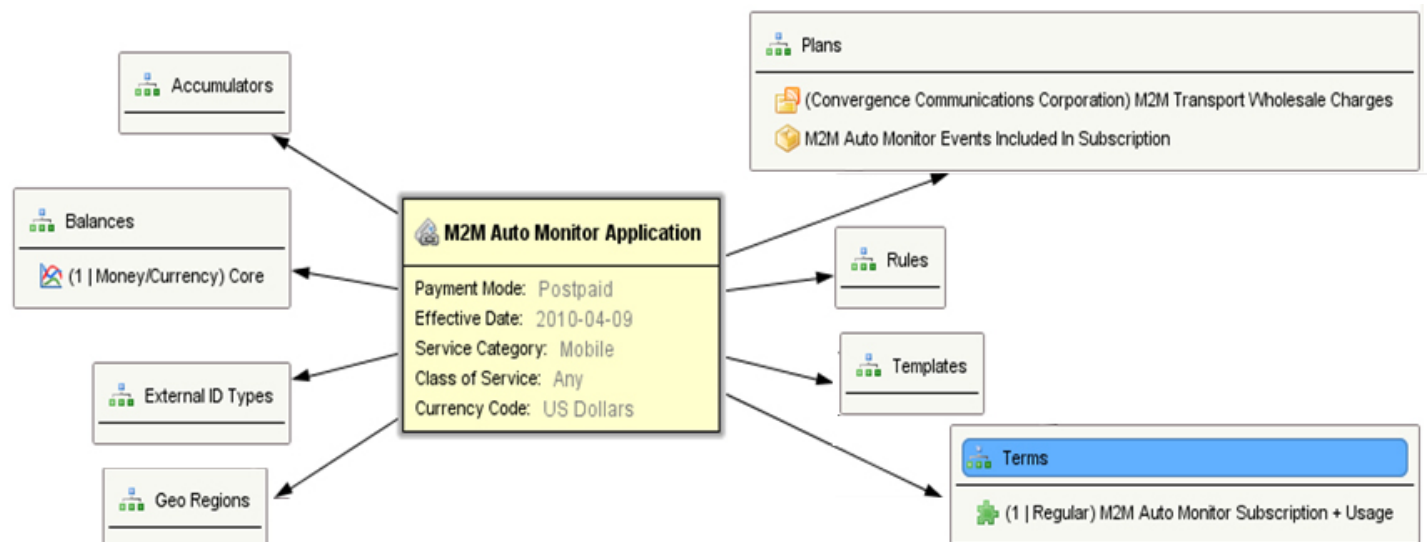 Accumulators
Balances
(1 | Money/Currency) Core
External ID Types
Geo Regions
M2M Auto Monitor Application
Payment Mode: Postpaid
Effective Date: 2010-04-09
Service Category: Mobile
Class of Service: Any
Currency Code: US Dollars
Plans
(Convergence Communications Corporation) M2M Transport Wholesale Charges
M2M Auto Monitor Events Included In Subscription
Rules
Templates
Terms
(1 | Regular) M2M Auto Monitor Subscription + Usage